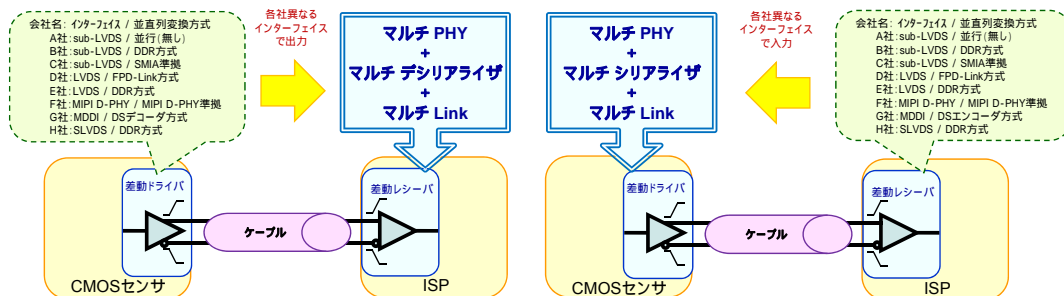 会社名: インターフェイス / 並直列変換方式
A社: sub-LVDS / 並行(無し)
B社: sub-LVDS / DDR方式
C社: sub-LVDS / SMIA準拠
D社: LVDS / FPD-Link方式
E社: LVDS / DDR方式
F社: MIPI D-PHY / MIPI D-PHY準拠
G社: MDDI / DSデコーダ方式
H社: SLVDS / DDR方式
各社異なる
インターフェイス
で出力
マルチ PHY
+
マルチ デシリアライザ
+
マルチ Link
差動ドライバ
差動レシーバ
ケーブル
CMOSセンサ
ISP
マルチ PHY
+
マルチ シリアライザ
+
マルチ Link
各社異なる
インターフェイス
で入力
会社名: インターフェイス / 並直列変換方式
A社: sub-LVDS / 並行(無し)
B社: sub-LVDS / DDR方式
C社: sub-LVDS / SMIA準拠
D社: LVDS / FPD-Link方式
E社: LVDS / DDR方式
F社: MIPI D-PHY / MIPI D-PHY準拠
G社: MDDI / DSエンコーダ方式
H社: SLVDS / DDR方式
差動ドライバ
差動レシーバ
ケーブル
CMOSセンサ
ISP